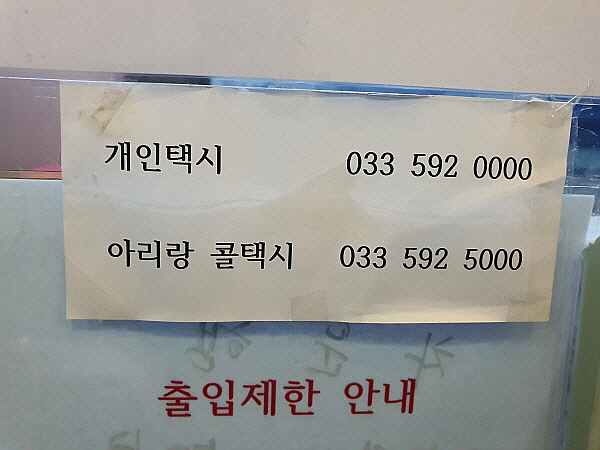 개인택시 033 592 0000
아리랑 콜택시 033 592 5000
출입제한 안내